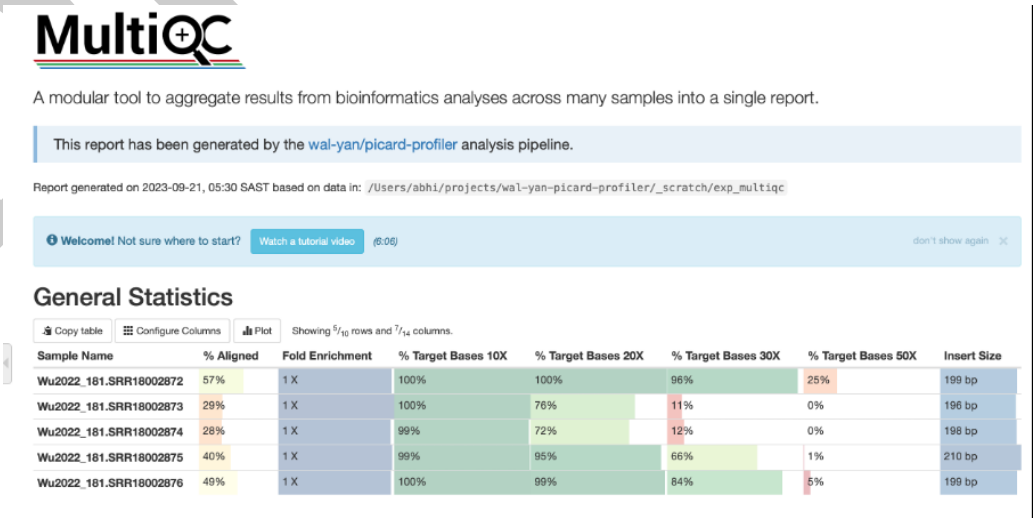 MultiQC
A modular tool to aggregate results from bioinformatics analyses across many samples into a single report.
This report has been generated by the wal-yan/picard-profiler analysis pipeline.
Report generated on 2023-09-21, 05:30 SAST based on data in: /Users/abhi/projects/wal-yan-picard-profiler/_scratch/exp_multiqc
Welcome! Not sure where to start? Watch a tutorial video (6:06) don't show again
General Statistics
Copy table Configure Columns Plot Showing 5/10 rows and 7/14 columns.
Sample Name % Aligned Fold Enrichment % Target Bases 10X % Target Bases 20X % Target Bases 30X % Target Bases 50X Insert Size
Wu2022_181.SRR18002872 57% 1 X 100% 100% 96% 25% 199 bp
Wu2022_181.SRR18002873 29% 1 X 100% 76% 11% 0% 196 bp
Wu2022_181.SRR18002874 28% 1 X 99% 72% 12% 0% 198 bp
Wu2022_181.SRR18002875 40% 1 X 99% 95% 66% 1% 210 bp
Wu2022_181.SRR18002876 49% 1 X 100% 99% 84% 5% 199 bp